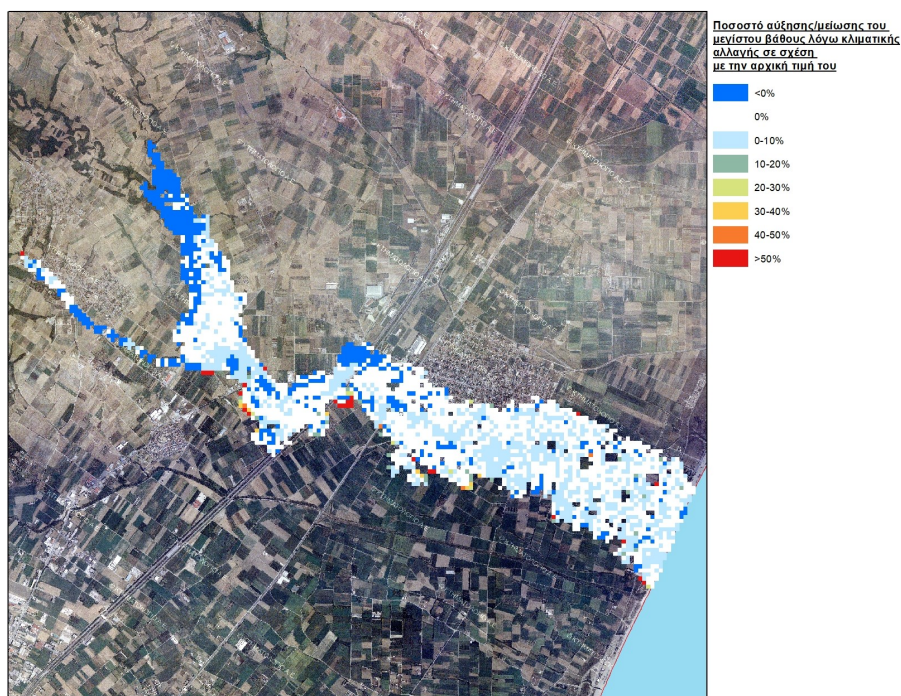 Ποσοστό αύξησης/μείωσης του
μεγίστου βάθους λόγω κλιματικής
αλλαγής σε σχέση
με την αρχική τιμή του
<0%
0%
0-10%
10-20%
20-30%
30-40%
40-50%
>50%